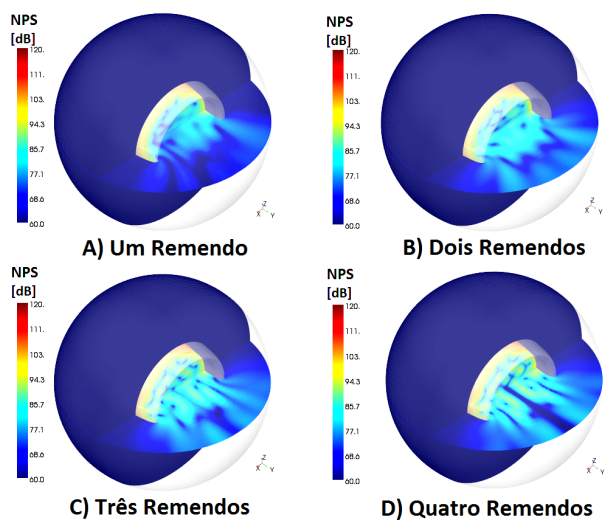 NPS
[dB]
120.
111.
103.
94.3
85.7
77.1
68.6
60.0
Z
X Y
A) Um Remendo
NPS
[dB]
120.
111.
103.
94.3
85.7
77.1
68.6
60.0
Z
X Y
B) Dois Remendos
NPS
[dB]
120.
111.
103.
94.3
85.7
77.1
68.6
60.0
Z
X Y
C) Três Remendos
NPS
[dB]
120.
111.
103.
94.3
85.7
77.1
68.6
60.0
Z
X Y
D) Quatro Remendos